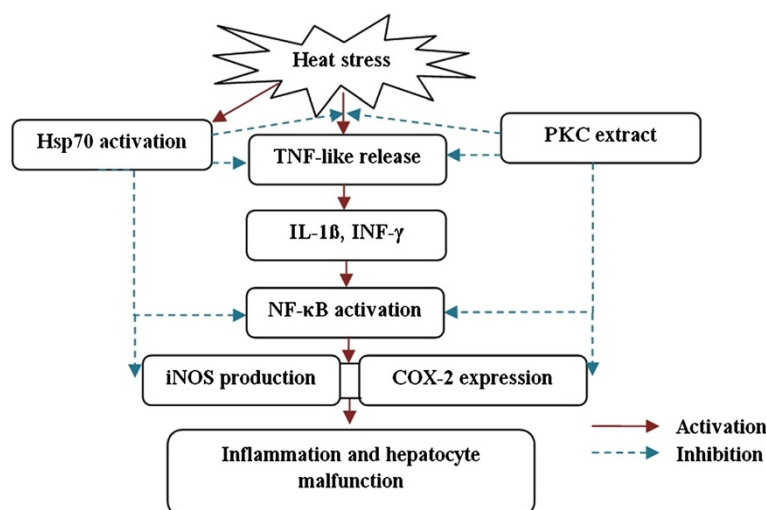 Heat stress
Hsp70 activation
PKC extract
TNF-like release
IL-1ß, INF-γ
NF-κB activation
iNOS production
COX-2 expression
Inflammation and hepatocyte
malfunction
Activation
Inhibition